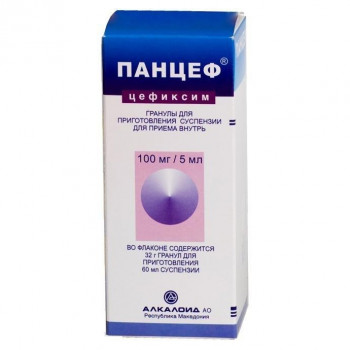 ПАНЦЕФ®
цефиксим
ГРАНУЛЫ ДЛЯ
ПРИГОТОВЛЕНИЯ СУСПЕНЗИИ
ДЛЯ ПРИЕМА ВНУТРЬ
100 мг / 5 мл
ВО ФЛАКОНЕ СОДЕРЖИТСЯ
32 г ГРАНУЛ ДЛЯ
ПРИГОТОВЛЕНИЯ
60 мл СУСПЕНЗИИ
АЛКАЛОИД АО
Республика Македония